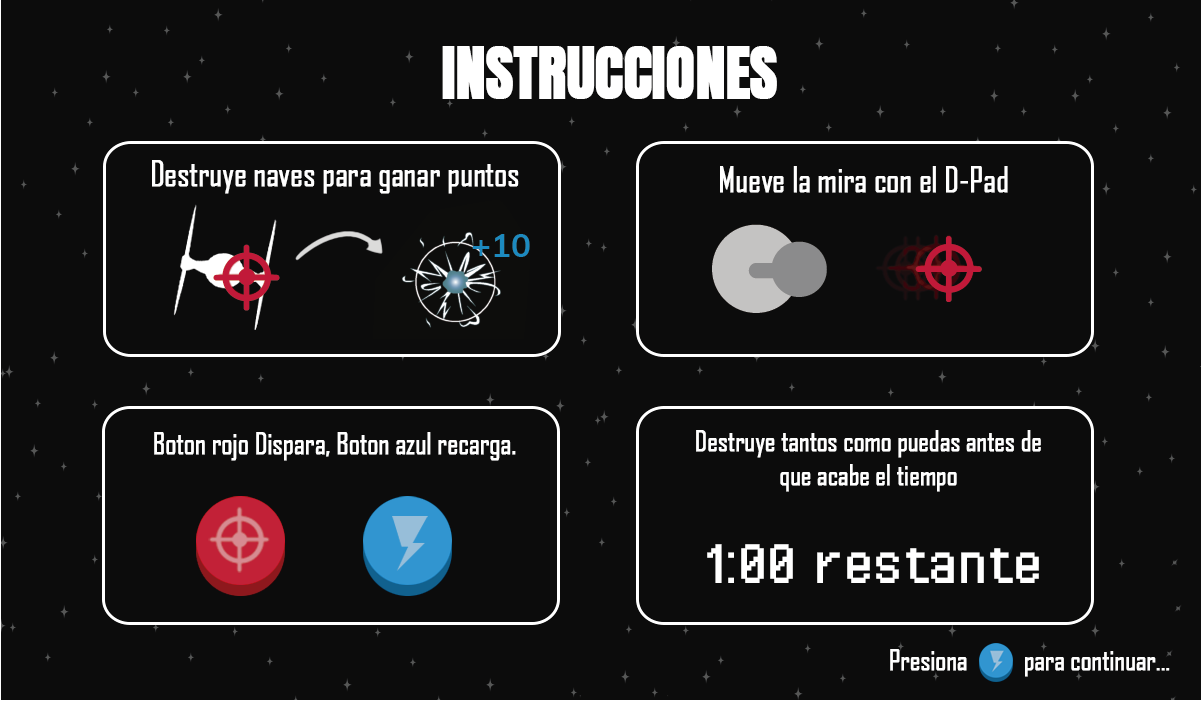 INSTRUCCIONES
Destruye naves para ganar puntos
+10
Mueve la mira con el D-Pad
Boton rojo Dispara, Boton azul recarga.
Destruye tantos como puedas antes de
que acabe el tiempo
1:00 restante
Presiona para continuar...